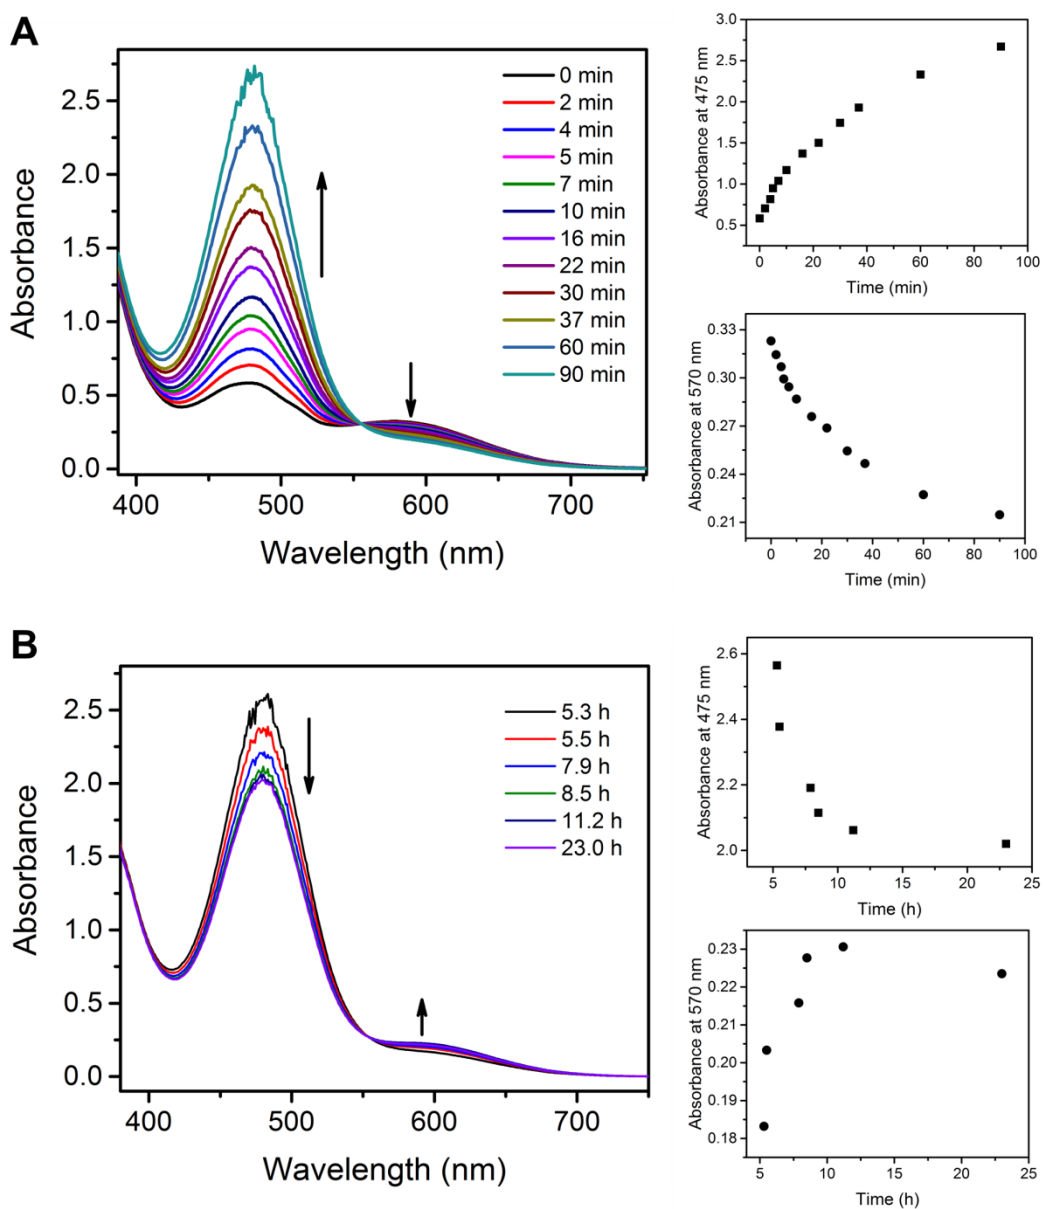 A
Absorbance
2.5
2.0
1.5
1.0
0.5
0.0
400
500
600
700
Wavelength (nm)
0 min
2 min
4 min
5 min
7 min
10 min
16 min
22 min
30 min
37 min
60 min
90 min
Absorbance at 475 nm
3.0
2.5
2.0
1.5
1.0
0.5
0
20
40
60
80
100
Time (min)
Absorbance at 570 nm
0.33
0.30
0.27
0.24
0.21
0
20
40
60
80
100
Time (min)
B
Absorbance
2.5
2.0
1.5
1.0
0.5
0.0
400
500
600
700
Wavelength (nm)
5.3 h
5.5 h
7.9 h
8.5 h
11.2 h
23.0 h
Absorbance at 475 nm
2.6
2.4
2.2
2.0
5
10
15
20
25
Time (h)
Absorbance at 570 nm
0.23
0.22
0.21
0.20
0.19
0.18
5
10
15
20
25
Time (h)